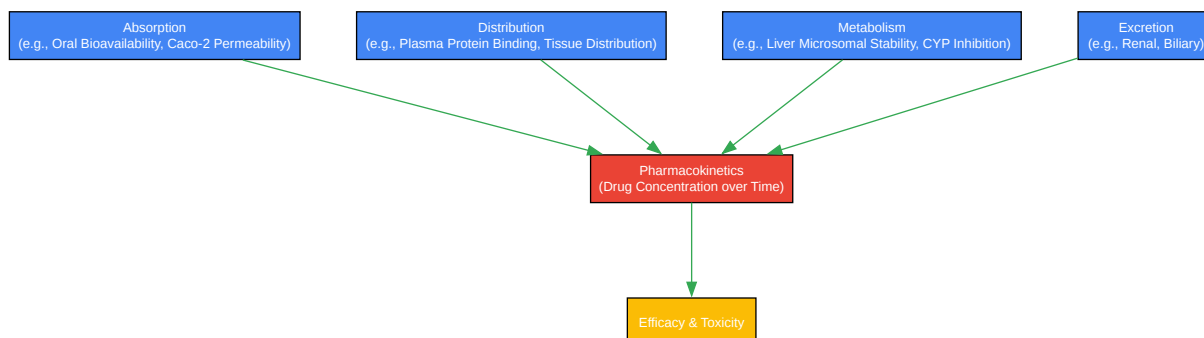 Absorption
(e.g., Oral Bioavailability, Caco-2 Permeability)
Distribution
(e.g., Plasma Protein Binding, Tissue Distribution)
Metabolism
(e.g., Liver Microsomal Stability, CYP Inhibition)
Excretion
(e.g., Renal, Biliary)
Pharmacokinetics
(Drug Concentration over Time)
Efficacy & Toxicity